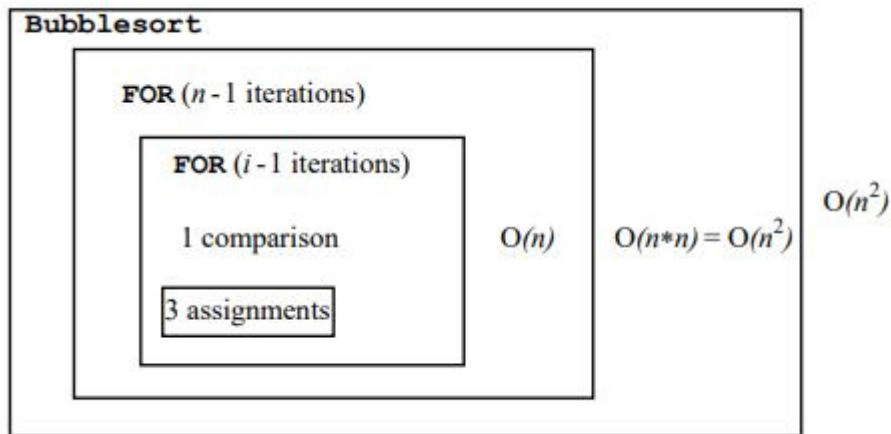 Bubblesort
FOR (n - 1 iterations)
FOR (i - 1 iterations)
1 comparison
3 assignments
O(n)
O(n*n) = O(n²)
O(n²)